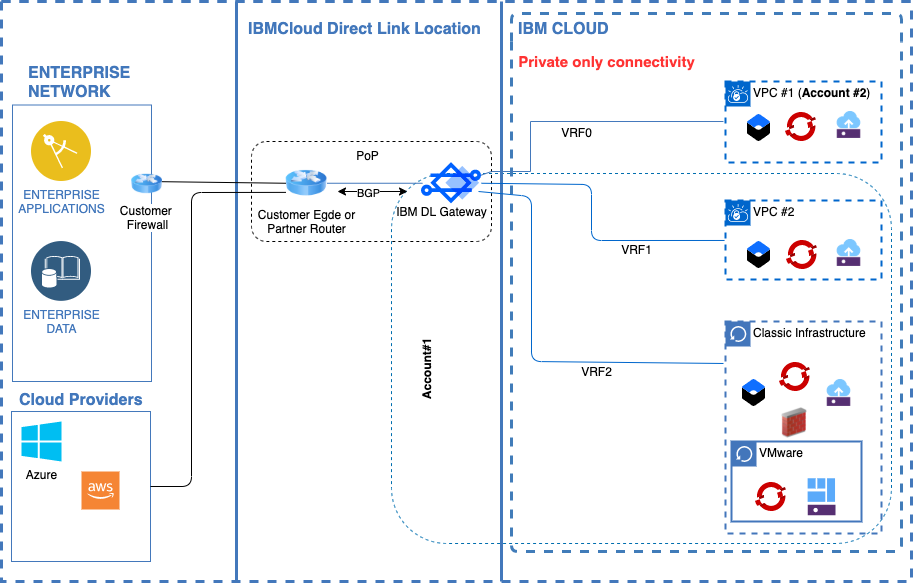 IBMCloud Direct Link Location
IBM CLOUD
Private only connectivity
ENTERPRISE
NETWORK
ENTERPRISE
APPLICATIONS
ENTERPRISE
DATA
Customer
Firewall
Cloud Providers
Azure
aws
PoP
BGP
Customer Egde or
Partner Router
IBM DL Gateway
Account#1
VRF0
VRF1
VRF2
VPC #1 (Account #2)
VPC #2
Classic Infrastructure
VMware